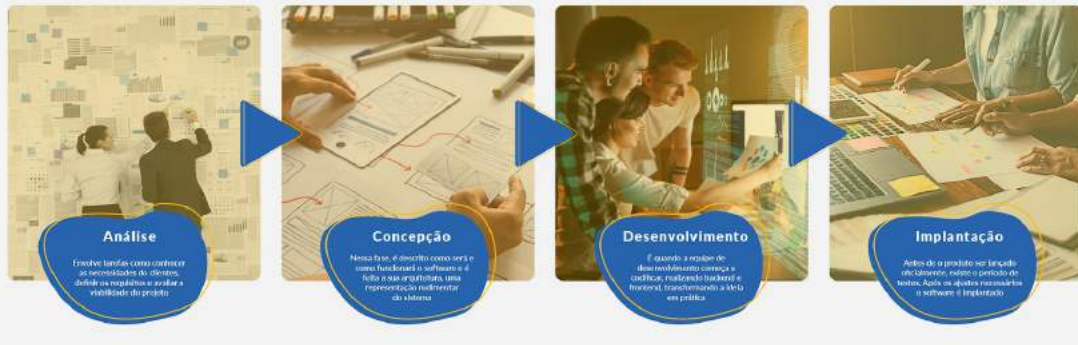 Análise
Envolve tarefas como conhecer
as necessidades do clientes,
definir os requisitos e avaliar a
viabilidade do projeto
Concepção
Nessa fase, é descrito como será e
como funcionará o software e é
feita a sua arquitetura, uma
representação rudimentar
do sistema
Desenvolvimento
É quando a equipe de
desenvolvimento começa a
codificar, realizando backend e
frontend, transformando a ideia
em prática
Implantação
Antes de o produto ser lançado
oficialmente, existe o período de
testes. Após os ajustes necessários
o software é implantado